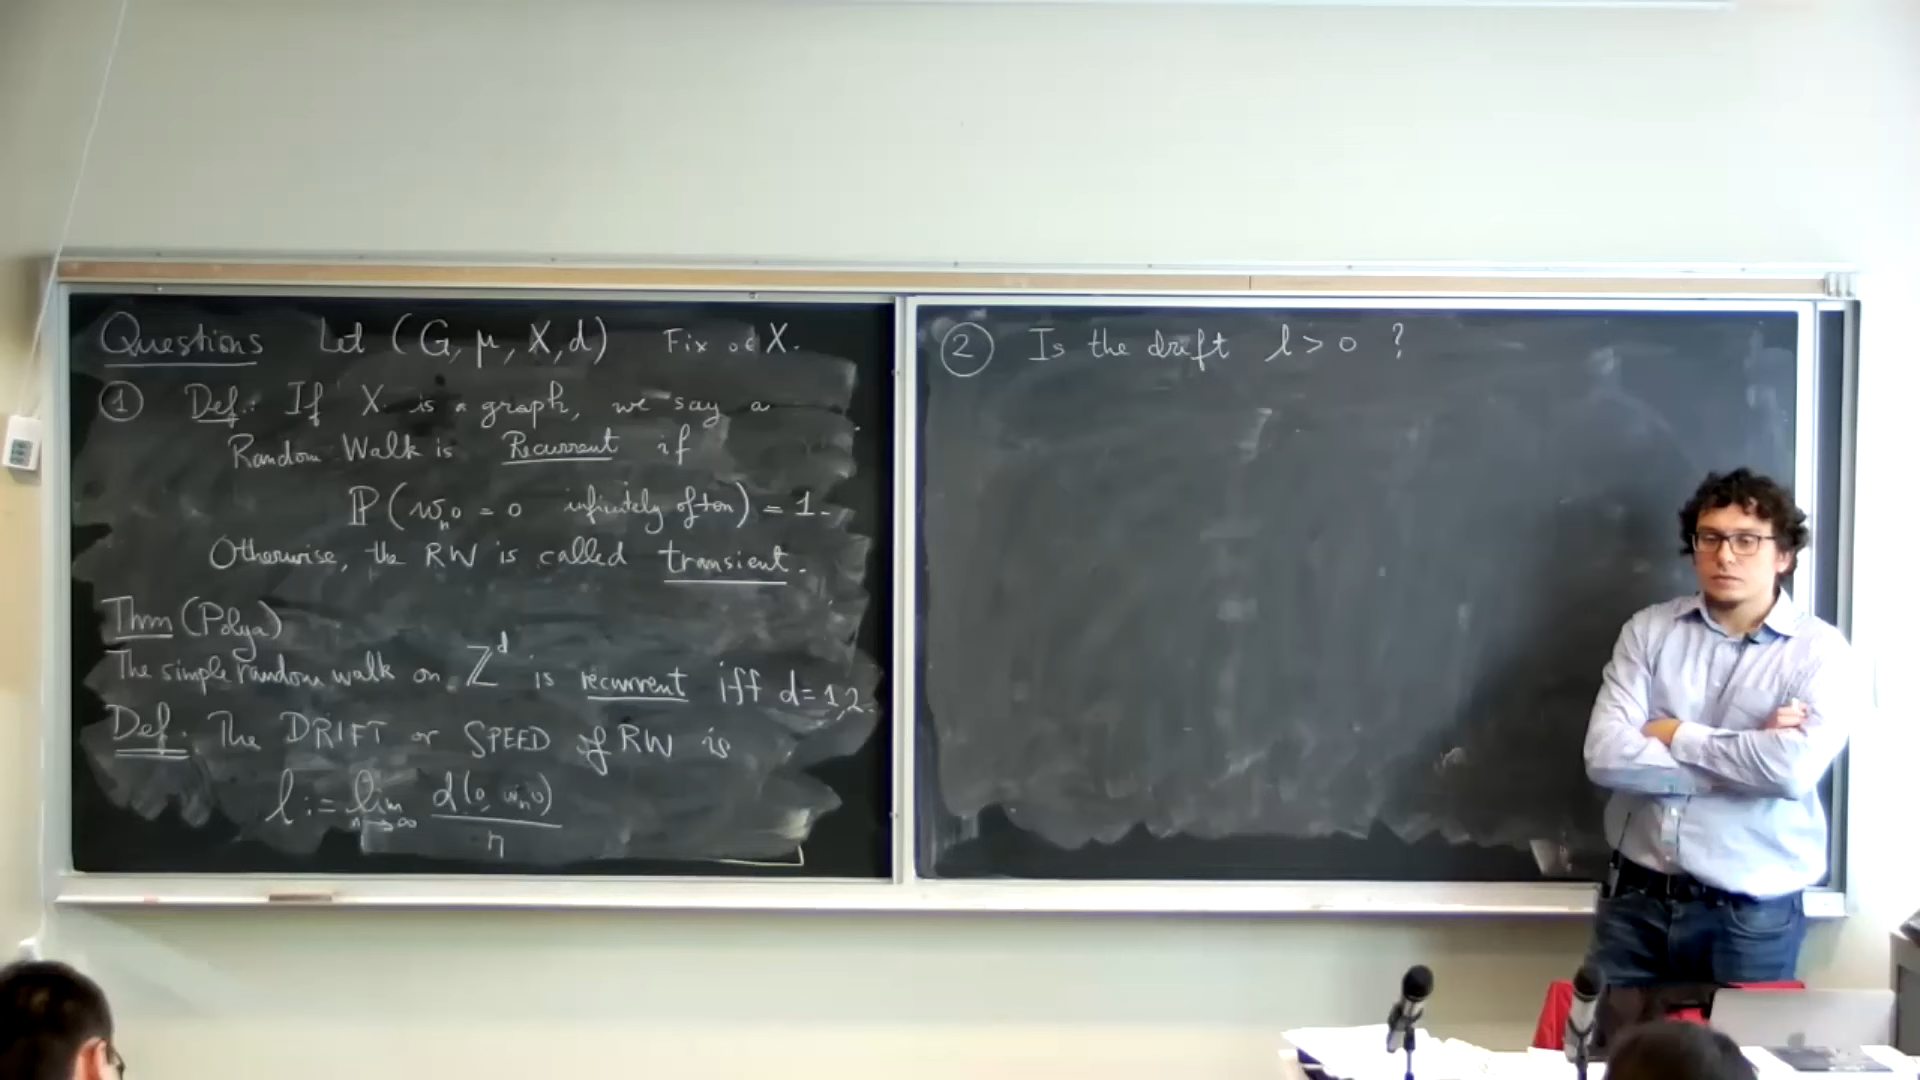 Questions Let (G, μ, X, d) Fix o ∈ X.
① Def.: If X is a graph, we say a
Random Walk is Recurrent if
ℙ(w_n o = o infinitely often) = 1.
Otherwise, the RW is called transient.
Thm (Polya)
The simple random walk on ℤ^d is recurrent iff d=1,2.
Def. The DRIFT or SPEED of RW is
l := lim_{n→∞} d(o, w_n o) / n
② Is the drift l > 0 ?